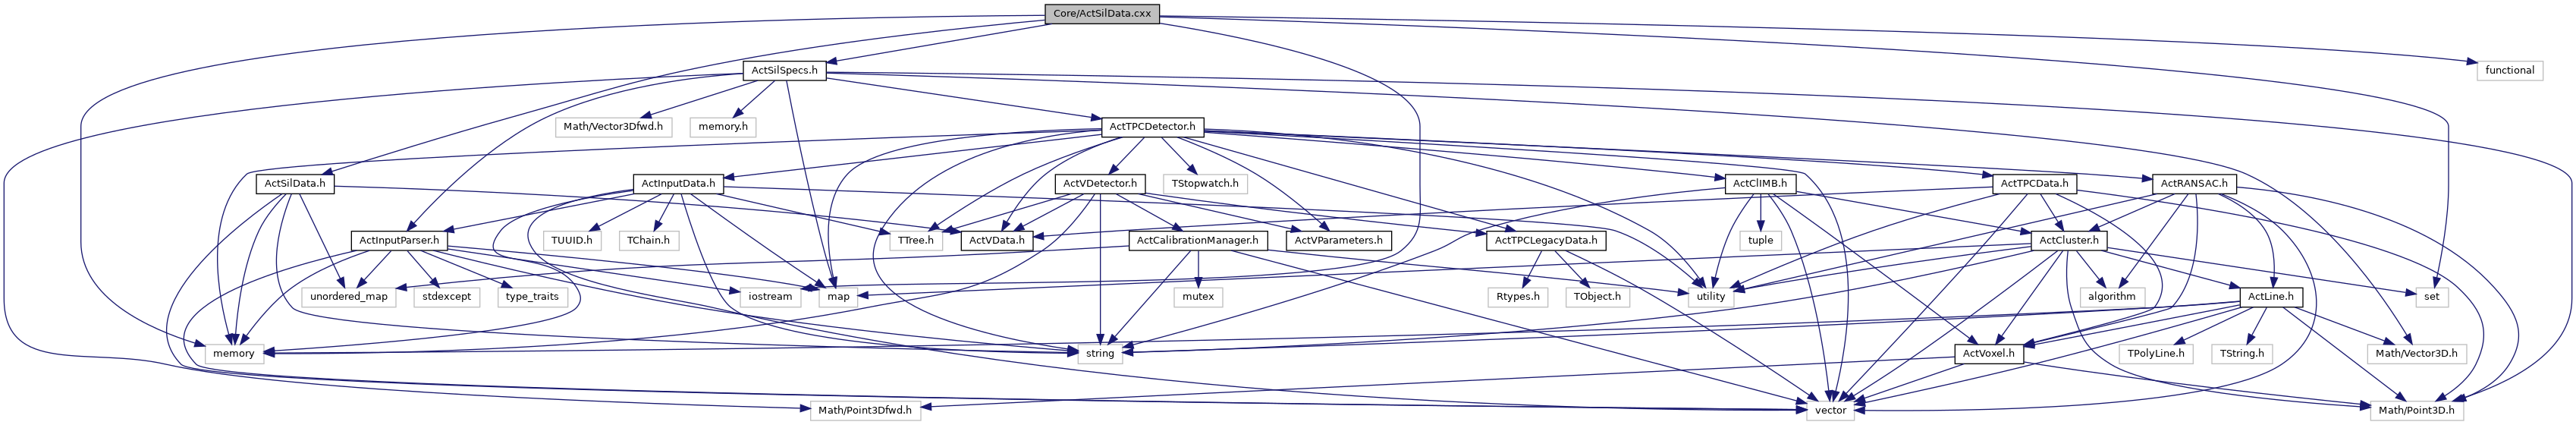 Core/ActSilData.cxx
ActSilSpecs.h
functional
Math/Vector3Dfwd.h
memory.h
ActTPCDetector.h
ActSilData.h
ActInputData.h
ActVDetector.h
TStopwatch.h
ActClIMB.h
ActTPCData.h
ActRANSAC.h
ActInputParser.h
TUUID.h
TChain.h
TTree.h
ActVData.h
ActCalibrationManager.h
ActVParameters.h
ActTPCLegacyData.h
tuple
ActCluster.h
unordered_map
stdexcept
type_traits
iostream
map
mutex
Rtypes.h
TObject.h
utility
algorithm
ActLine.h
set
memory
string
ActVoxel.h
TPolyLine.h
TString.h
Math/Vector3D.h
Math/Point3Dfwd.h
vector
Math/Point3D.h